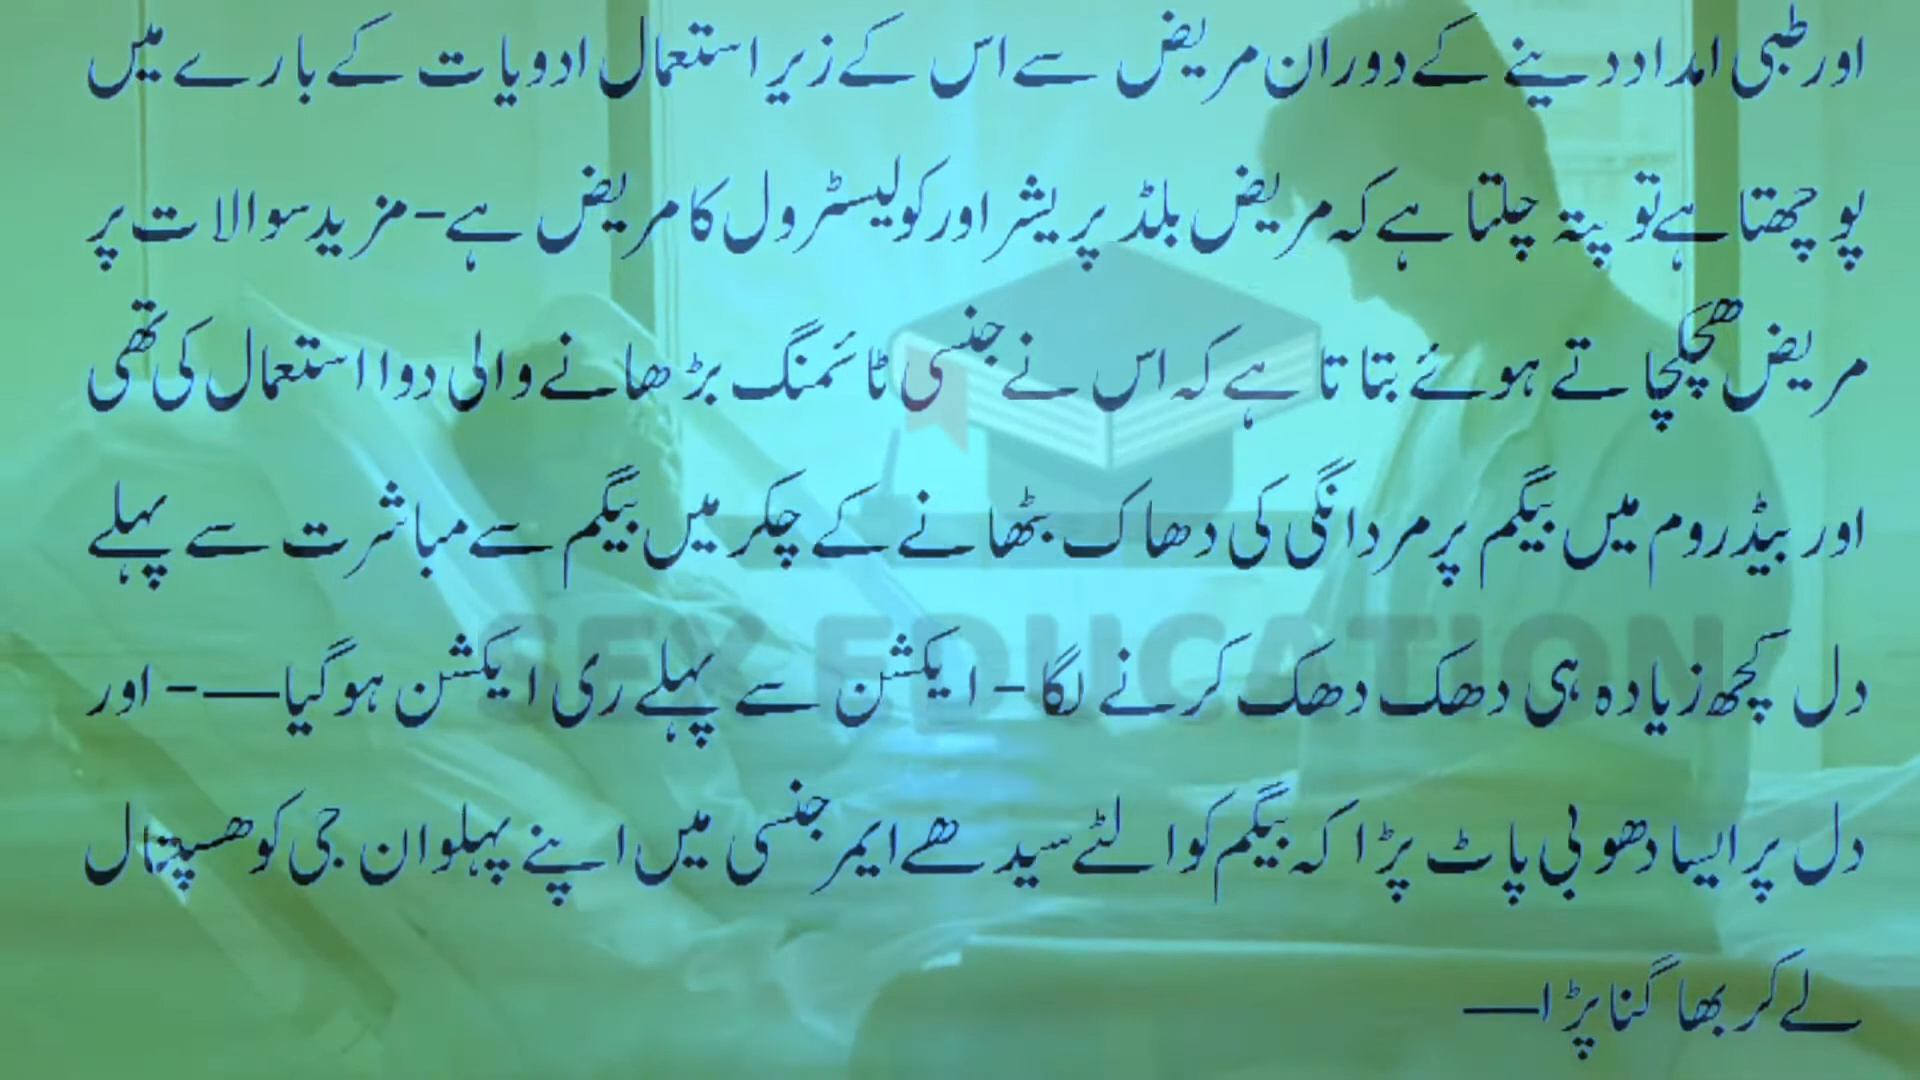 اور طبی امداد دینے کے دوران مریض سے اس کے زیر استعمال ادویات کے بارے میں
پوچھتا ہے تو پتہ چلتا ہے کہ مریض بلڈ پریشر اور کولیسٹرول کا مریض ہے - مزید سوالات پر
مریض ھچکچاتے ہوئے بتاتا ہے کہ اس نے جنسی ٹائمنگ بڑھانے والی دوا استعمال کی تھی
اور بیڈروم میں بیگم پر مردانگی کی دھاک بٹھانے کے چکر میں بیگم سے مباشرت سے پہلے
دل کچھ زیادہ ہی دھک دھک کرنے لگا - ایکشن سے پہلے ری ایکشن ہوگیا—- اور
دل پر ایسا دھوبی پاٹ پڑا کہ بیگم کو الٹے سیدھے ایمرجنسی میں اپنے پہلوان جی کو ھسپتال
لے کر بھاگنا پڑا—
SEX EDUCATION